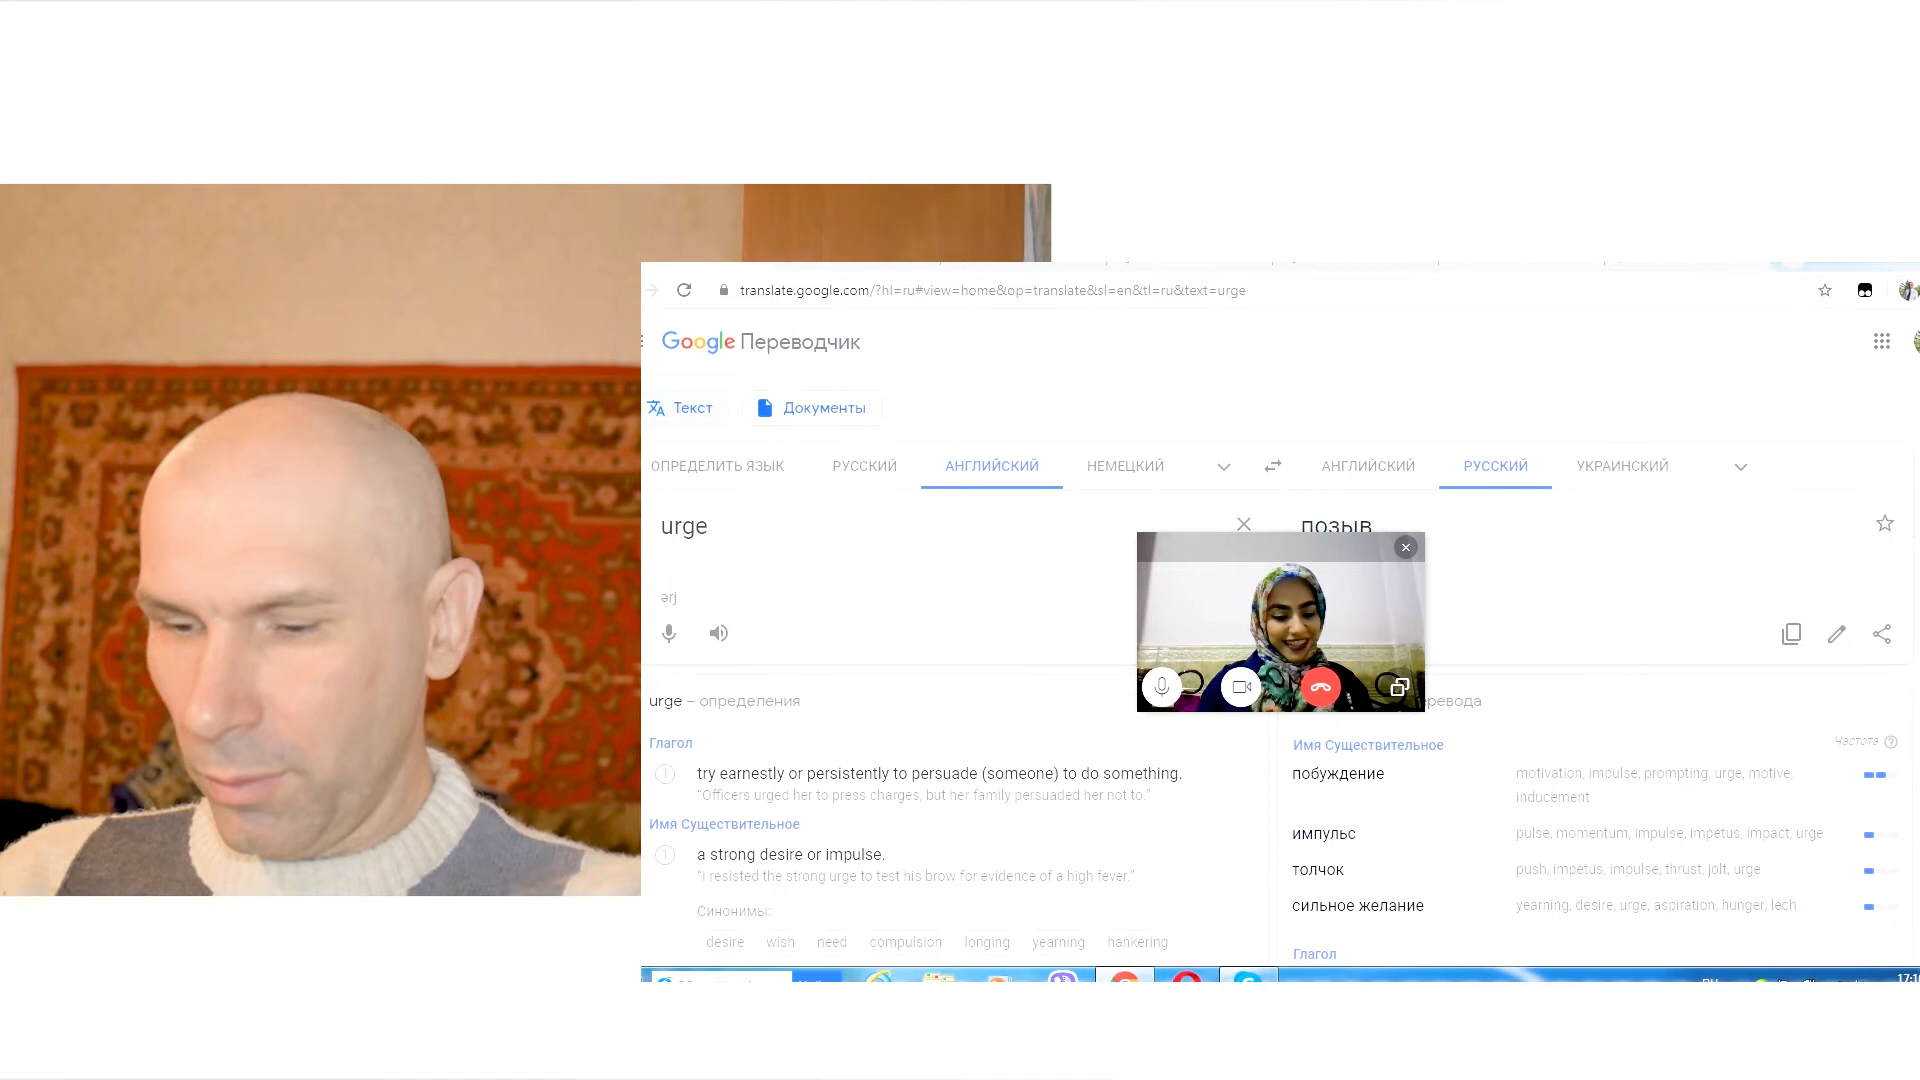 translate.google.com/?hl=ru#view=home&op=translate&sl=en&tl=ru&text=urge
Google Переводчик
Текст
Документы
ОПРЕДЕЛИТЬ ЯЗЫК РУССКИЙ АНГЛИЙСКИЙ НЕМЕЦКИЙ
АНГЛИЙСКИЙ РУССКИЙ УКРАИНСКИЙ
urge
позыв
ərj
urge – определения
Глагол
1 try earnestly or persistently to persuade (someone) to do something.
“Officers urged her to press charges, but her family persuaded her not to.”
Имя Существительное
1 a strong desire or impulse.
“I resisted the strong urge to test his brow for evidence of a high fever.”
Синонимы:
desire wish need compulsion longing yearning hankering
Имя Существительное
Частота
побуждение motivation, impulse, prompting, urge, motive,
inducement
импульс pulse, momentum, impulse, impetus, impact, urge
толчок push, impetus, impulse, thrust, jolt, urge
сильное желание yearning, desire, urge, aspiration, hunger, lech
Глагол